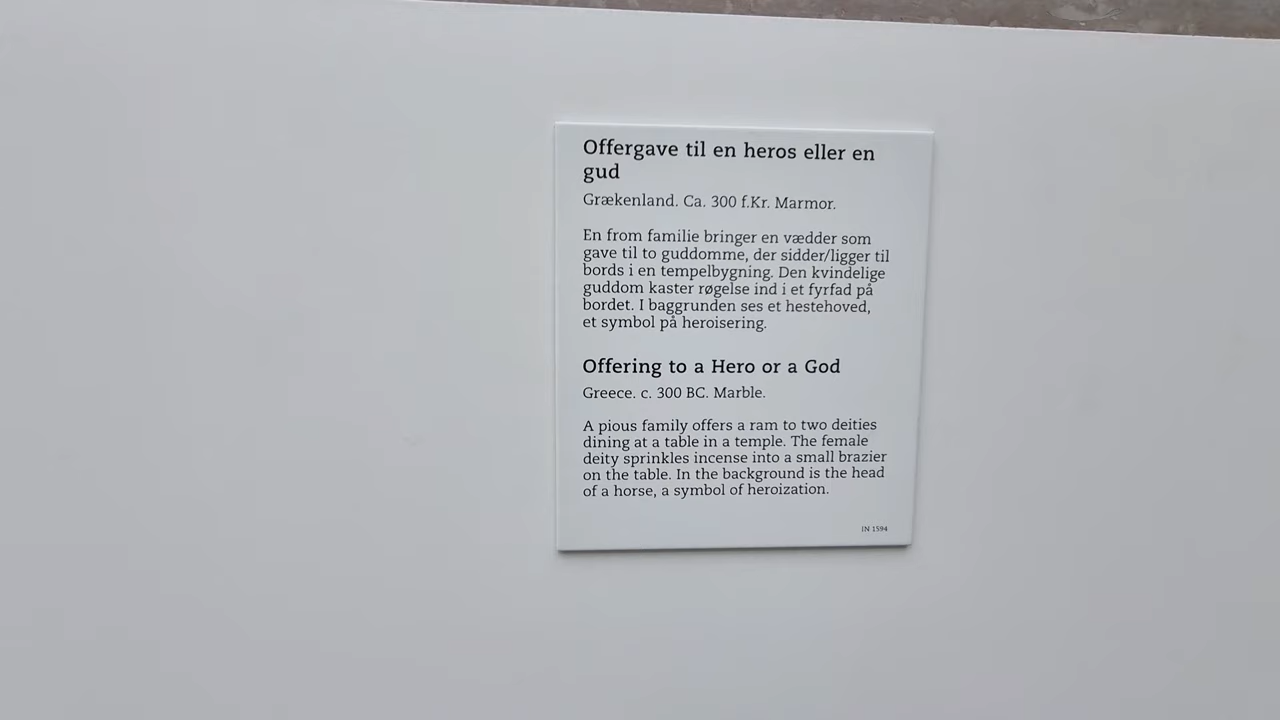 Offergave til en heros eller en
gud
Grækenland. Ca. 300 f.Kr. Marmor.
En from familie bringer en vædder som
gave til to guddomme, der sidder/ligger til
bords i en tempelbygning. Den kvindelige
guddom kaster røgelse ind i et fyrfad på
bordet. I baggrunden ses et hestehoved,
et symbol på heroisering.
Offering to a Hero or a God
Greece. c. 300 BC. Marble.
A pious family offers a ram to two deities
dining at a table in a temple. The female
deity sprinkles incense into a small brazier
on the table. In the background is the head
of a horse, a symbol of heroization.
IN 1594